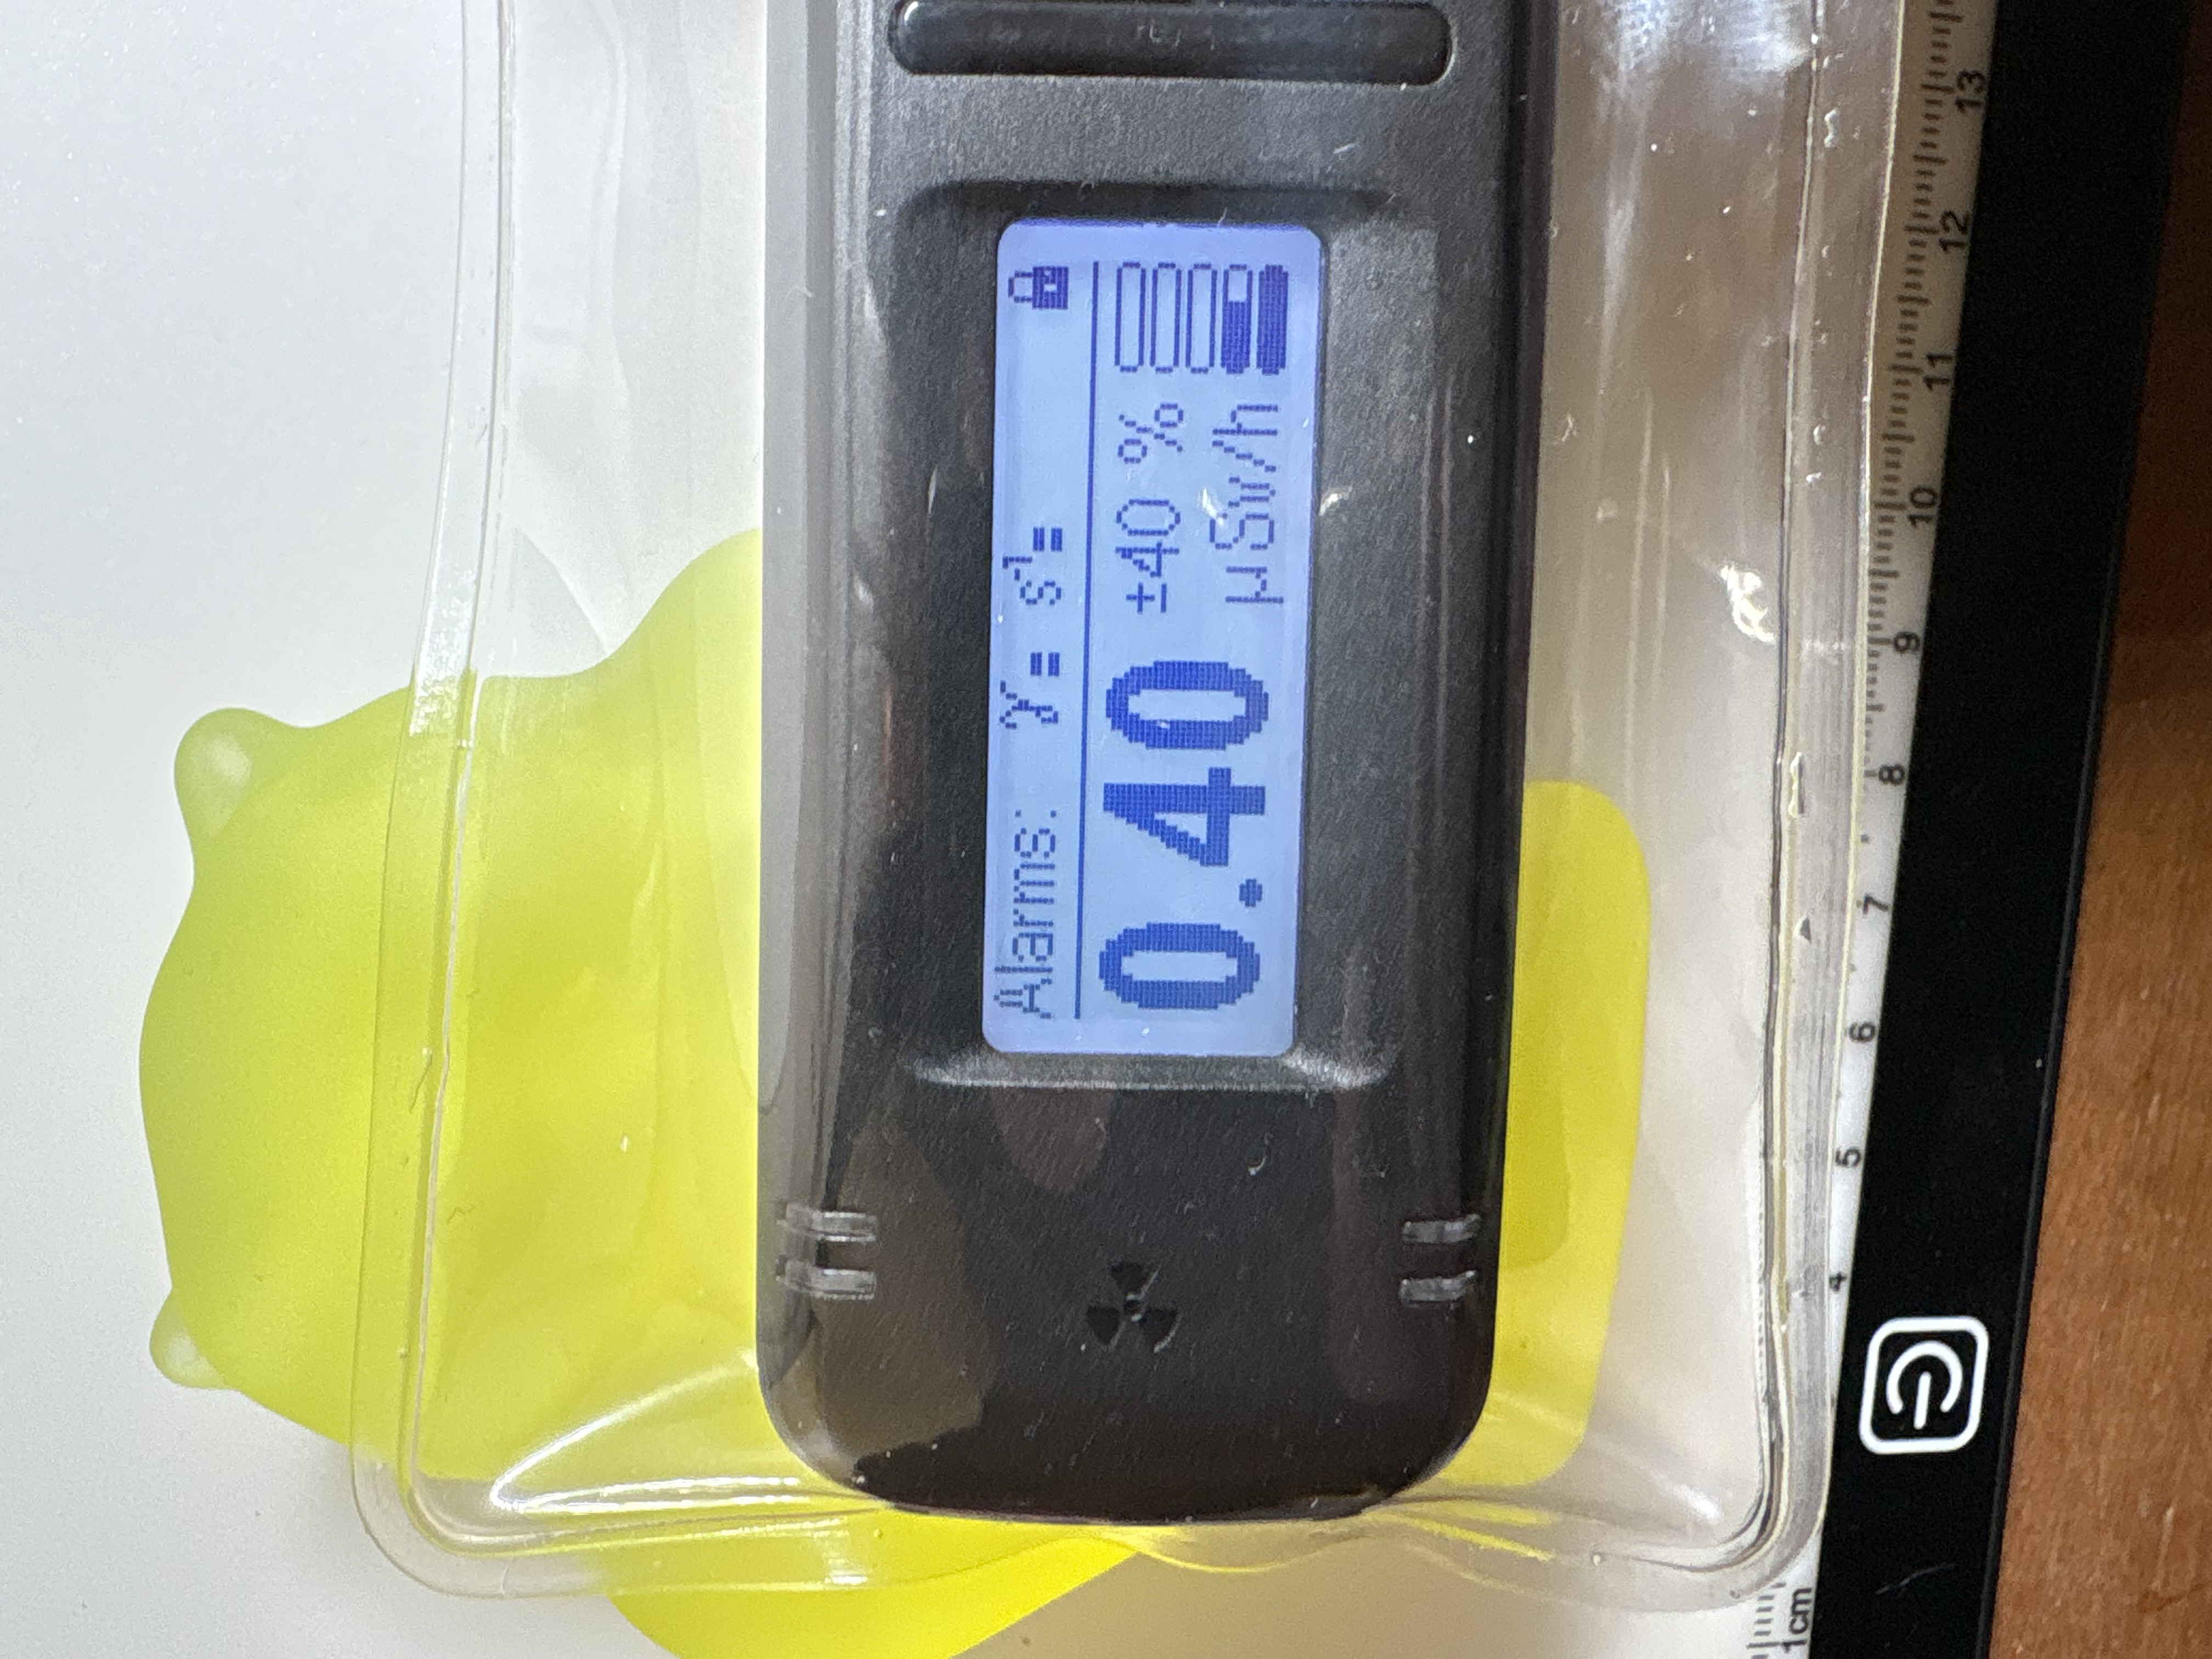 Alarms: γ= s⁻¹=
0.40 ±40 %
µSv/h
1cm
4
5
6
7
8
9
10
11
12
13